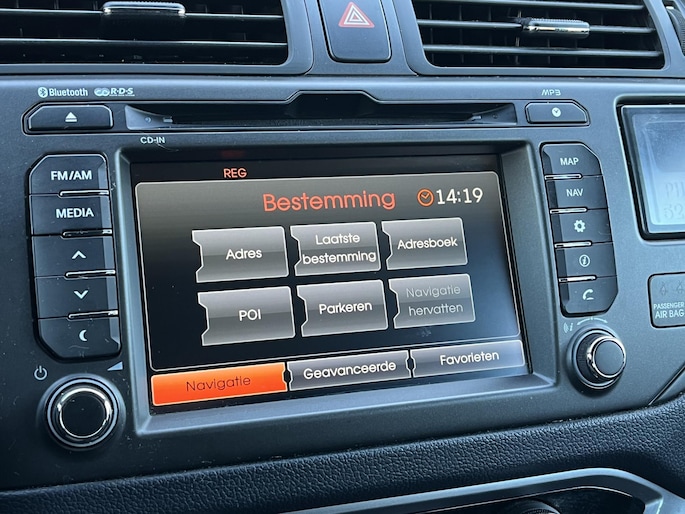 Bluetooth
R·D·S
MP3
CD-IN
FM/AM
MEDIA
MAP
NAV
REG
Bestemming
14:19
Adres
Laatste
bestemming
Adresboek
POI
Parkeren
Navigatie
hervatten
Navigatie
Geavanceerde
Favorieten
PASSENGER
AIR BAG